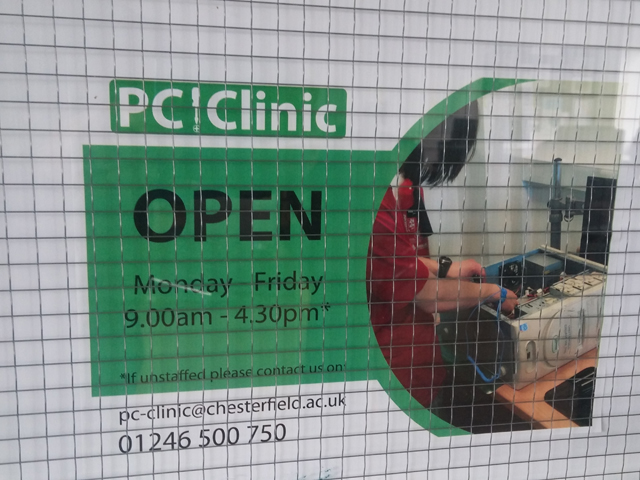 PC Clinic
OPEN
Monday - Friday
9.00am - 4.30pm*
*If unstaffed please contact us on:
pc-clinic@chesterfield.ac.uk
01246 500 750